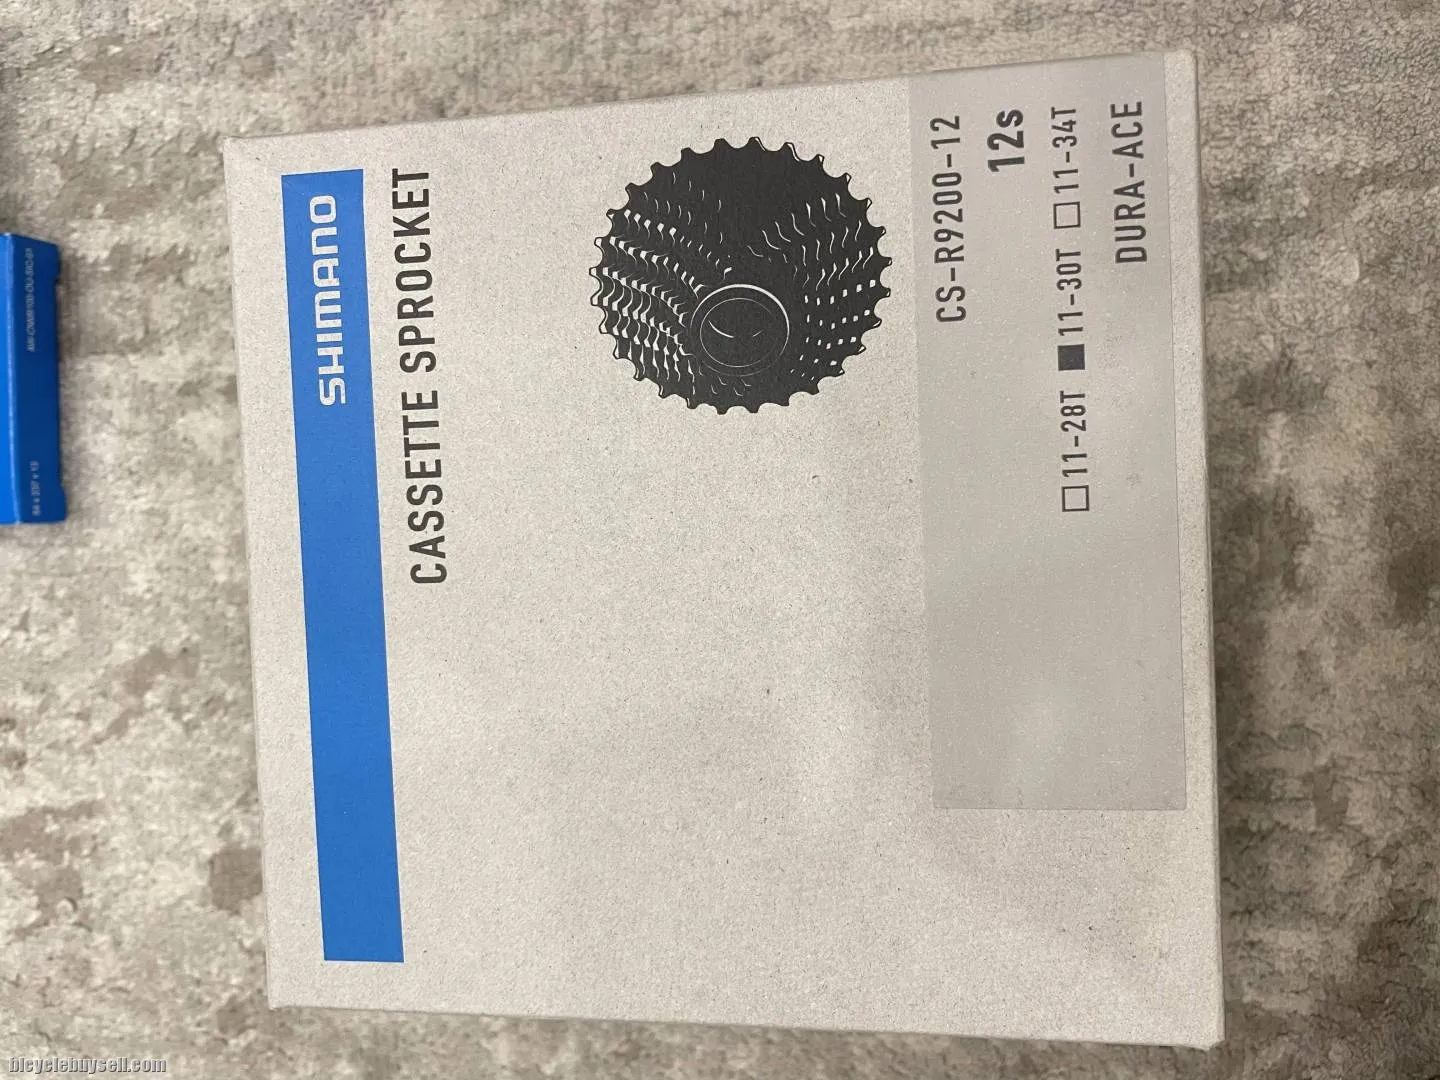 SHIMANO
CASSETTE SPROCKET
CS-R9200-12
12s
□11-28T ■11-30T □11-34T
DURA-ACE
bicyclebuysell.com